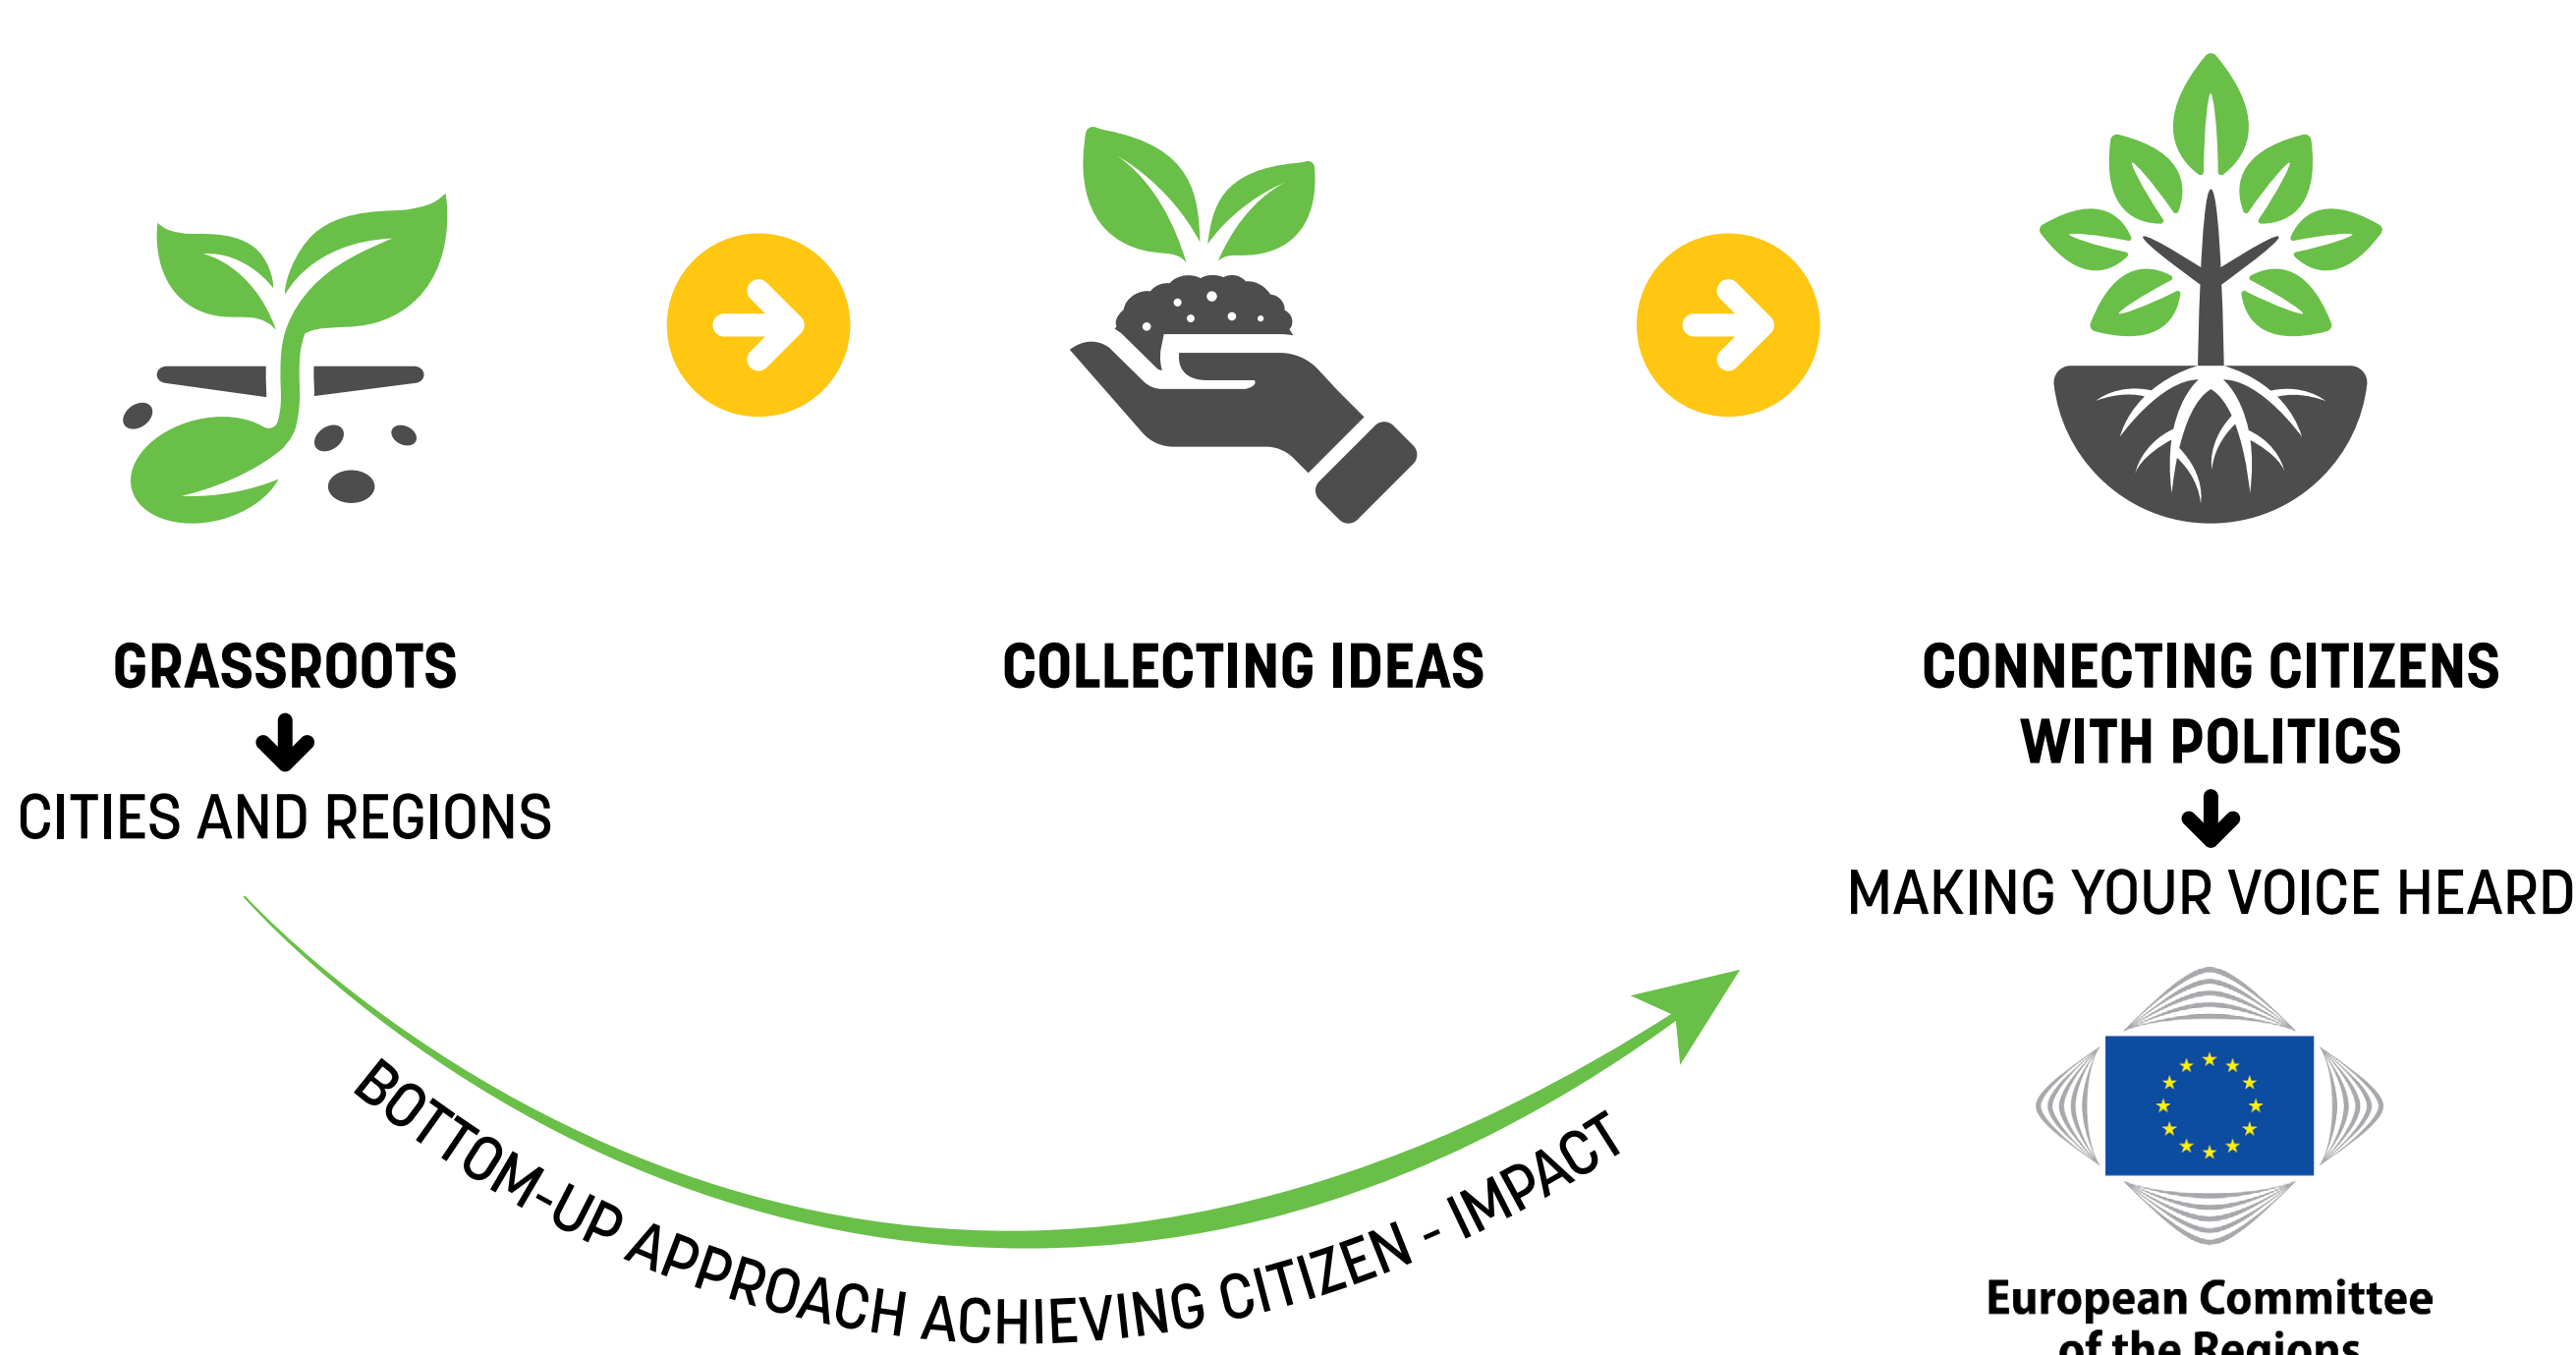 GRASSROOTS
CITIES AND REGIONS
COLLECTING IDEAS
CONNECTING CITIZENS
WITH POLITICS
MAKING YOUR VOICE HEARD
BOTTOM-UP APPROACH ACHIEVING CITIZEN - IMPACT
European Committee
of the Regions